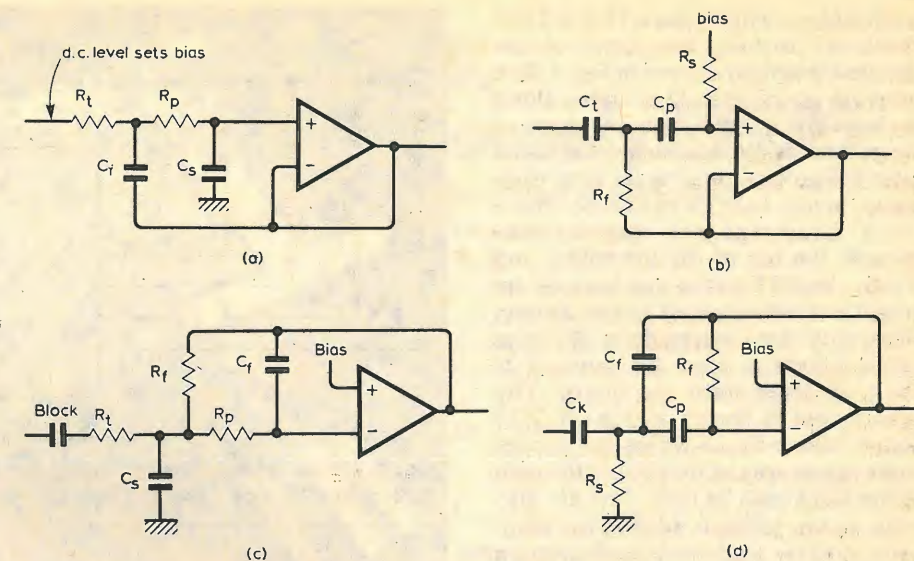 d.c. level sets bias
Rt
Rp
Cf
Cs
+
−
(a)
bias
Rs
Ct
Cp
Rf
+
−
(b)
Block
Rt
Rf
Cf
Rp
Cs
Bias
+
−
(c)
Ck
Cf
Rf
Cp
Rs
Bias
+
−
(d)